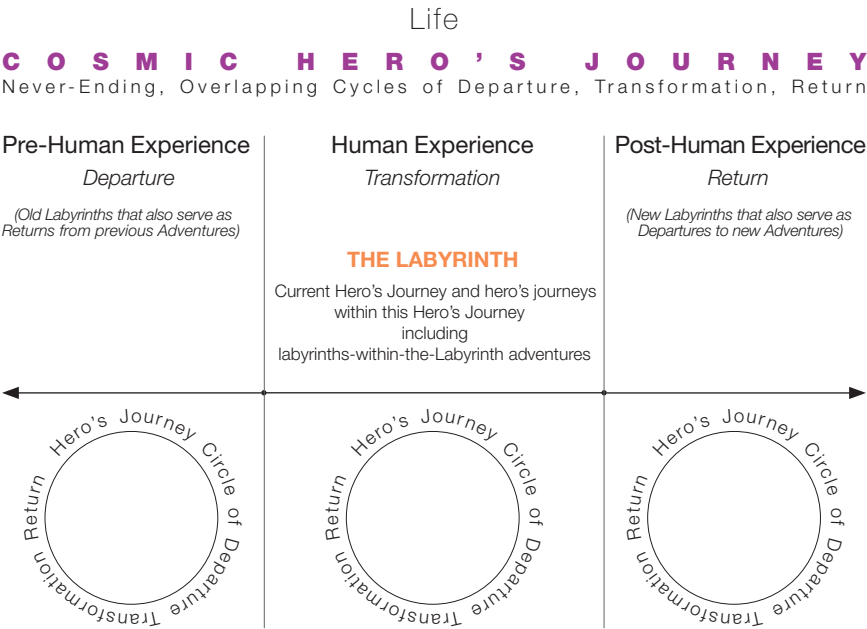 Life
COSMIC HERO’S JOURNEY
Never-Ending, Overlapping Cycles of Departure, Transformation, Return
Pre-Human Experience
Departure
(Old Labyrinths that also serve as
Returns from previous Adventures)
Human Experience
Transformation
THE LABYRINTH
Current Hero’s Journey and hero’s journeys
within this Hero’s Journey
including
labyrinths-within-the-Labyrinth adventures
Post-Human Experience
Return
(New Labyrinths that also serve as
Departures to new Adventures)
Hero’s Journey Circle of Departure Transformation Return
Hero’s Journey Circle of Departure Transformation Return
Hero’s Journey Circle of Departure Transformation Return